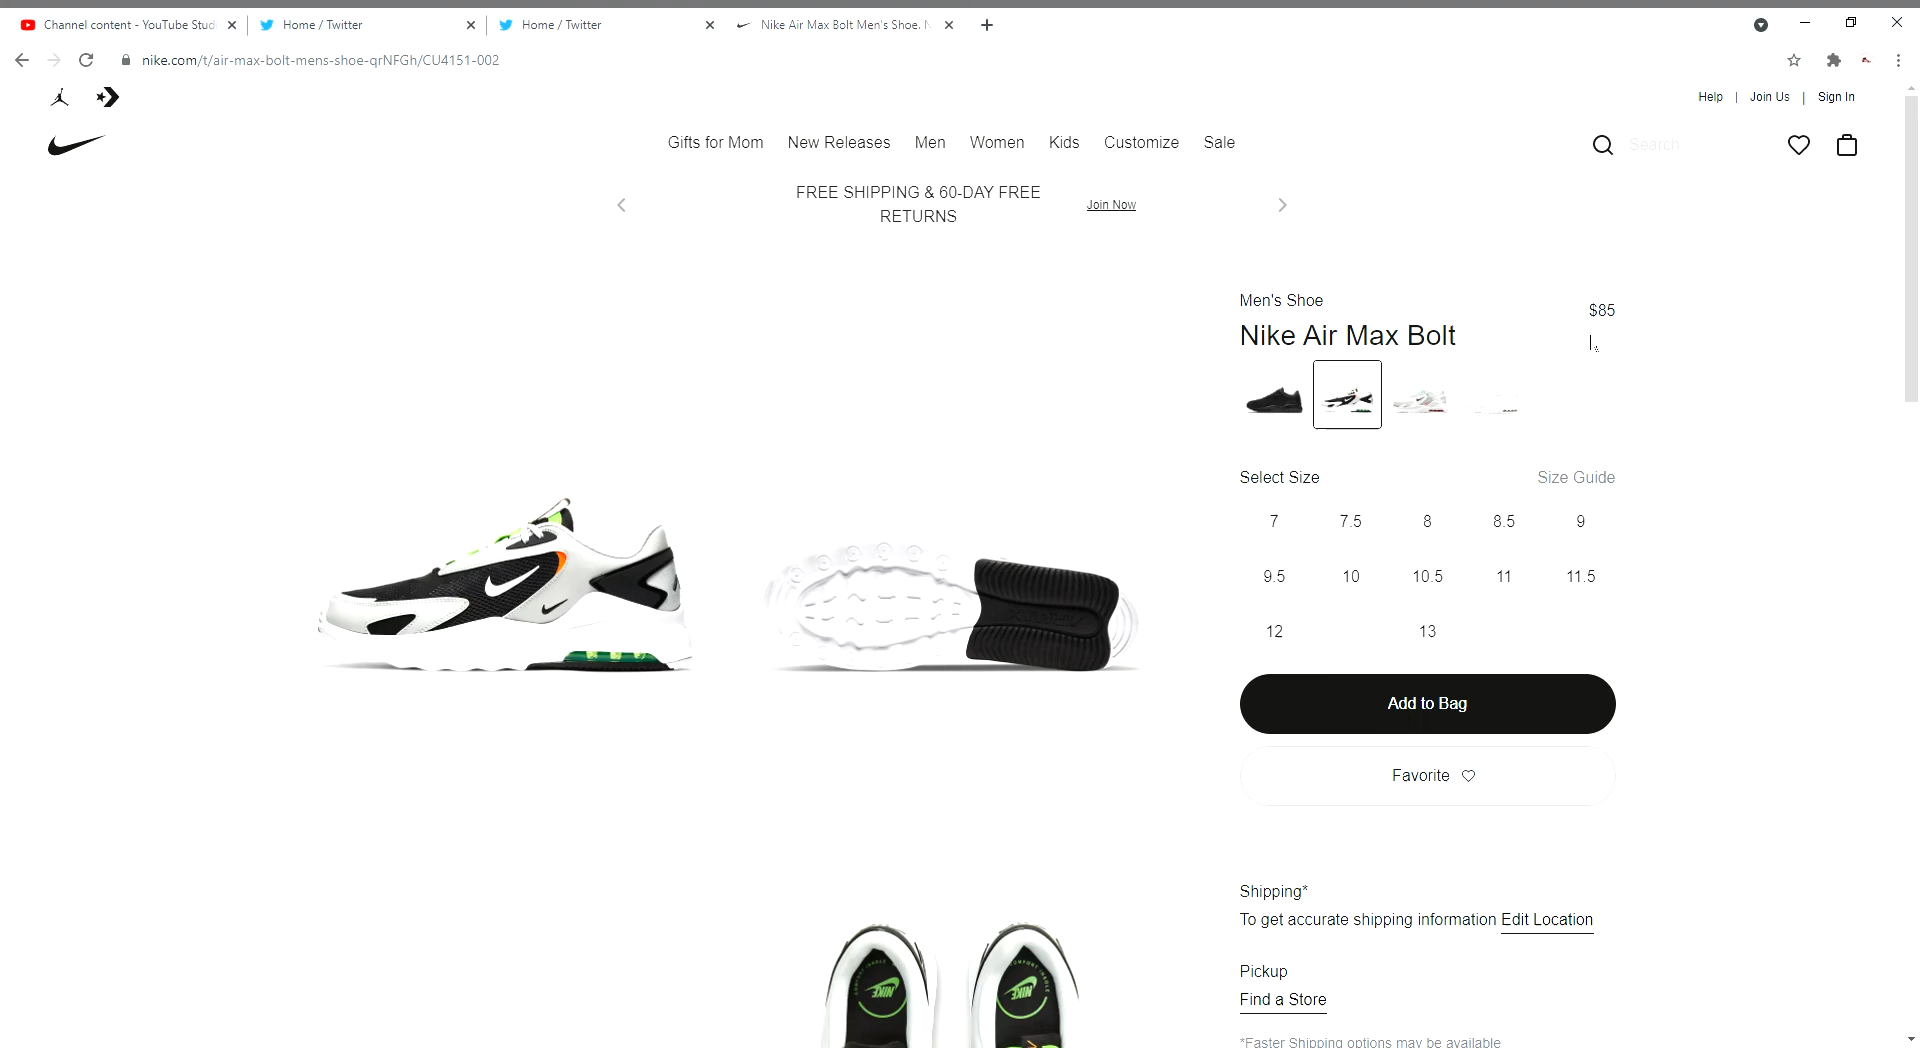 Channel content - YouTube Stud
Home / Twitter
Home / Twitter
Nike Air Max Bolt Men's Shoe. N
nike.com/t/air-max-bolt-mens-shoe-qrNFGh/CU4151-002
Help | Join Us | Sign In
Gifts for Mom New Releases Men Women Kids Customize Sale
Search
FREE SHIPPING & 60-DAY FREE
RETURNS
Join Now
Men's Shoe
$85
Nike Air Max Bolt
Select Size
Size Guide
7 7.5 8 8.5 9
9.5 10 10.5 11 11.5
12 13
Add to Bag
Favorite
Shipping*
To get accurate shipping information Edit Location
Pickup
Find a Store
*Faster Shipping options may be available
NIKE
NIKE